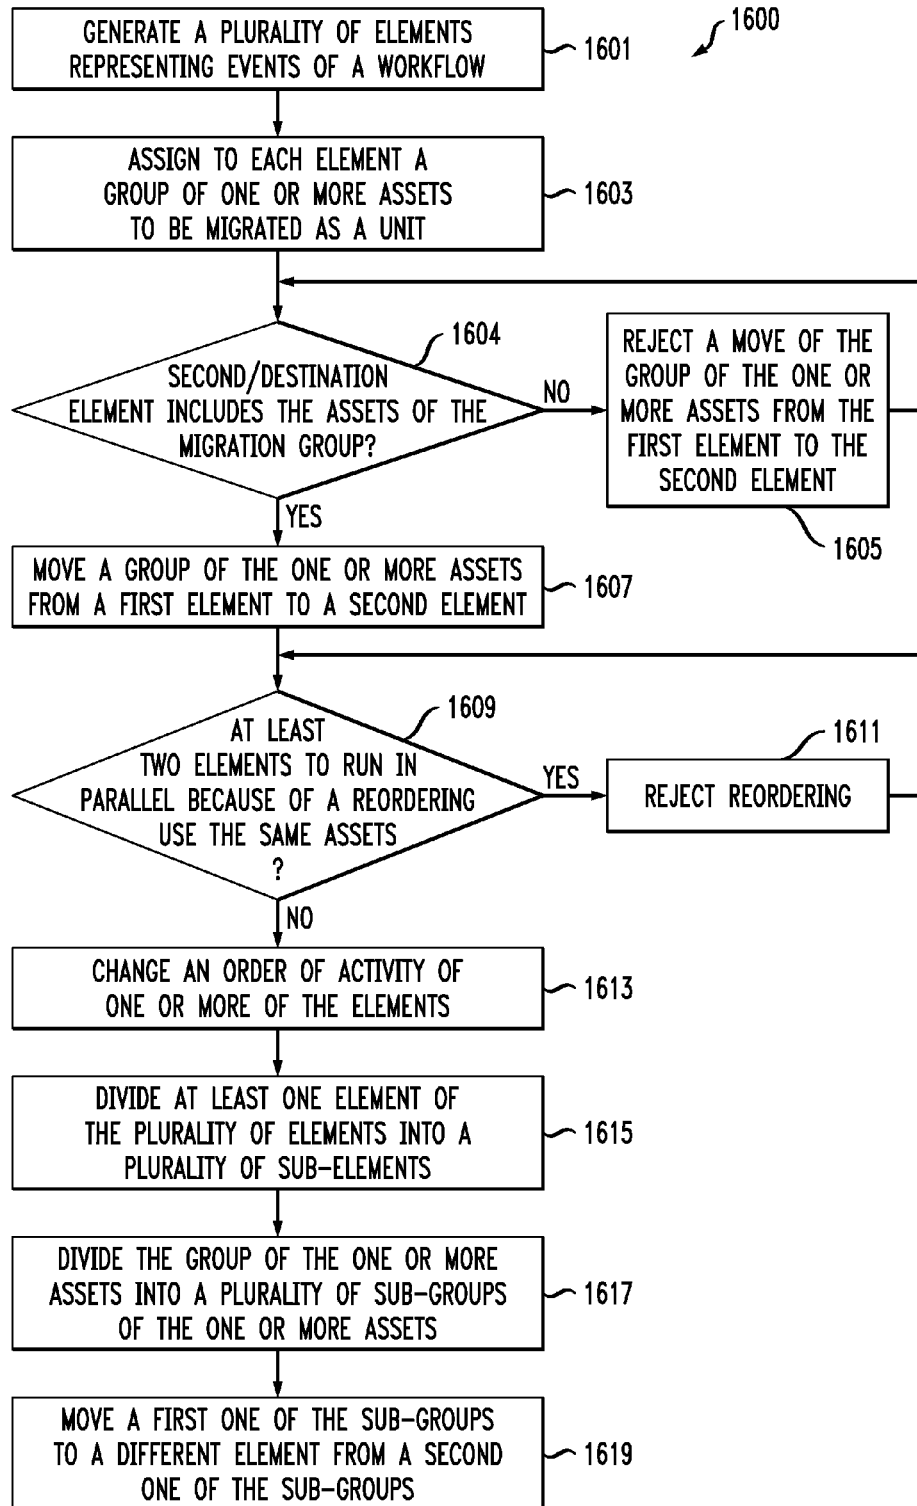 1600
GENERATE A PLURALITY OF ELEMENTS
REPRESENTING EVENTS OF A WORKFLOW
1601
ASSIGN TO EACH ELEMENT A
GROUP OF ONE OR MORE ASSETS
TO BE MIGRATED AS A UNIT
1603
1604
SECOND/DESTINATION
ELEMENT INCLUDES THE ASSETS OF THE
MIGRATION GROUP?
NO
REJECT A MOVE OF THE
GROUP OF THE ONE OR
MORE ASSETS FROM THE
FIRST ELEMENT TO THE
SECOND ELEMENT
1605
YES
MOVE A GROUP OF THE ONE OR MORE ASSETS
FROM A FIRST ELEMENT TO A SECOND ELEMENT
1607
1609
AT LEAST
TWO ELEMENTS TO RUN IN
PARALLEL BECAUSE OF A REORDERING
USE THE SAME ASSETS
?
YES
1611
REJECT REORDERING
NO
CHANGE AN ORDER OF ACTIVITY OF
ONE OR MORE OF THE ELEMENTS
1613
DIVIDE AT LEAST ONE ELEMENT OF
THE PLURALITY OF ELEMENTS INTO A
PLURALITY OF SUB-ELEMENTS
1615
DIVIDE THE GROUP OF THE ONE OR MORE
ASSETS INTO A PLURALITY OF SUB-GROUPS
OF THE ONE OR MORE ASSETS
1617
MOVE A FIRST ONE OF THE SUB-GROUPS
TO A DIFFERENT ELEMENT FROM A SECOND
ONE OF THE SUB-GROUPS
1619